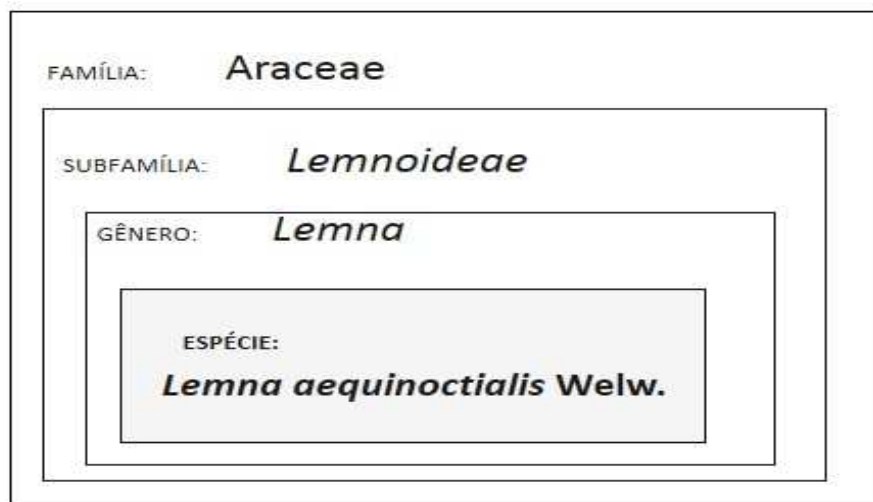 FAMÍLIA: Araceae
SUBFAMÍLIA: Lemnoideae
GÊNERO: Lemna
ESPÉCIE:
Lemna aequinoctialis Welw.